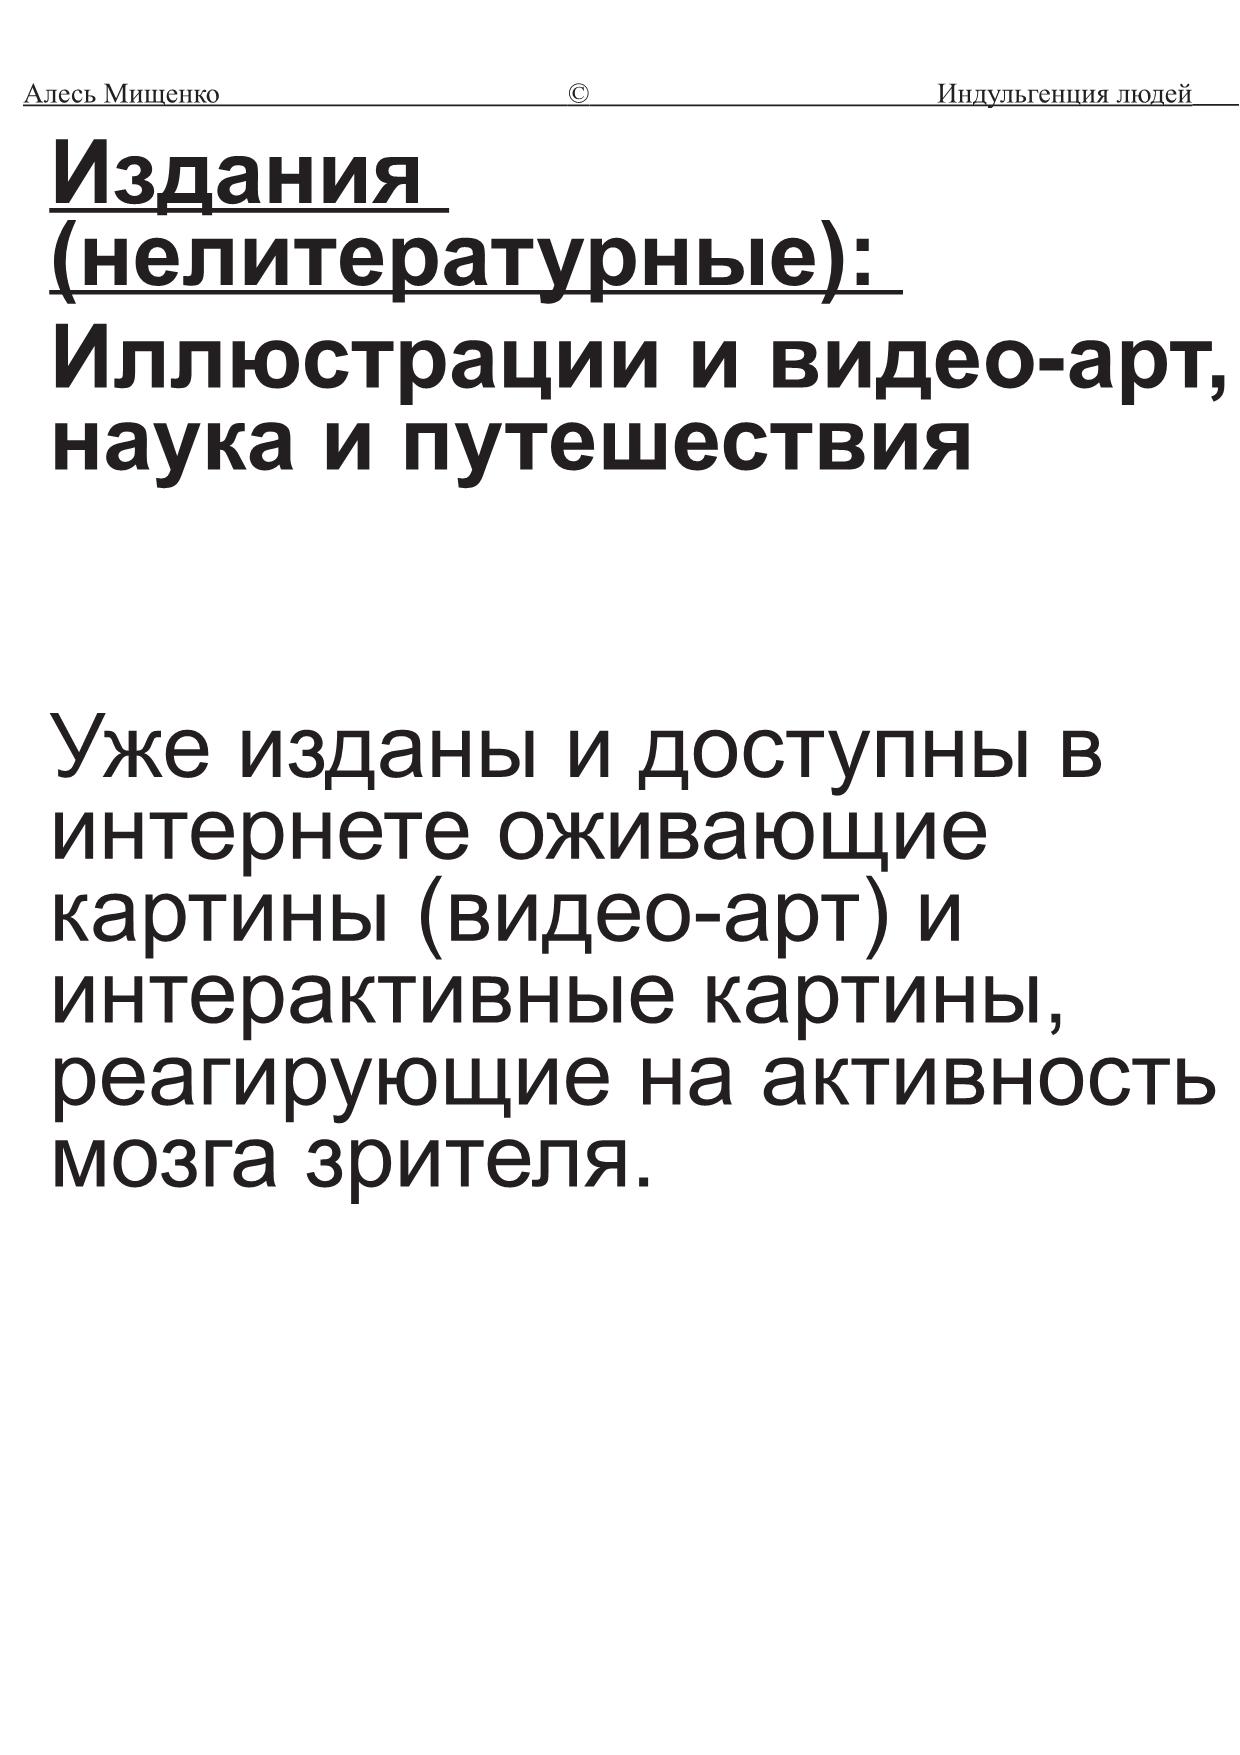 Алесь Мищенко © Индульгенция людей
Издания
(нелитературные):
Иллюстрации и видео-арт,
наука и путешествия
Уже изданы и доступны в
интернете оживающие
картины (видео-арт) и
интерактивные картины,
реагирующие на активность
мозга зрителя.